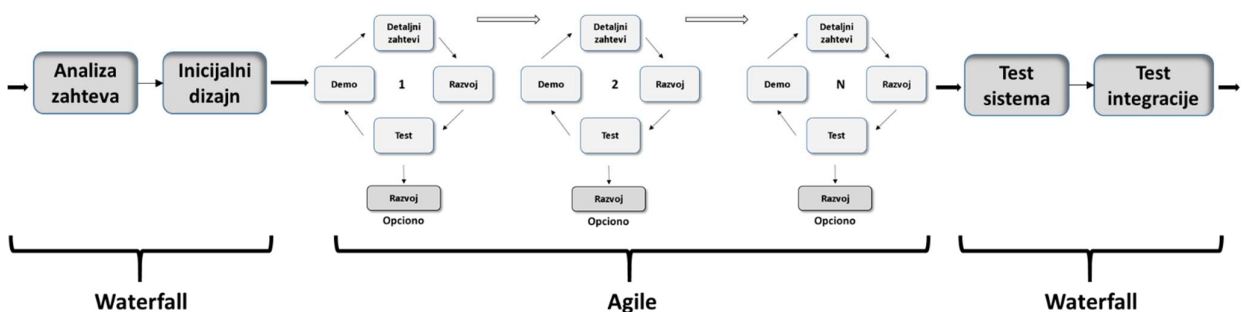 Analiza
zahteva
Inicijalni
dizajn
Detaljni
zahtevi
Demo
1
Razvoj
Test
Razvoj
Opciono
Detaljni
zahtevi
Demo
2
Razvoj
Test
Razvoj
Opciono
Detaljni
zahtevi
Demo
N
Razvoj
Test
Razvoj
Opciono
Test
sistema
Test
integracije
Waterfall
Agile
Waterfall